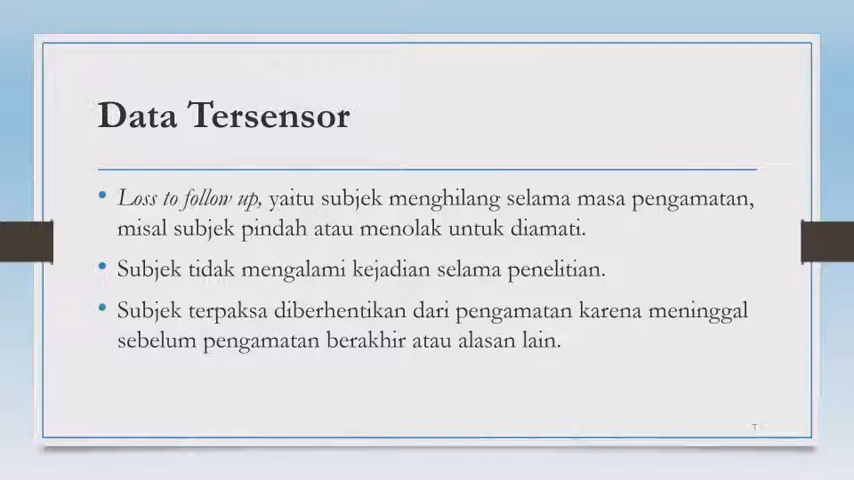 Data Tersensor
• Loss to follow up, yaitu subjek menghilang selama masa pengamatan,
misal subjek pindah atau menolak untuk diamati.
• Subjek tidak mengalami kejadian selama penelitian.
• Subjek terpaksa diberhentikan dari pengamatan karena meninggal
sebelum pengamatan berakhir atau alasan lain.
7